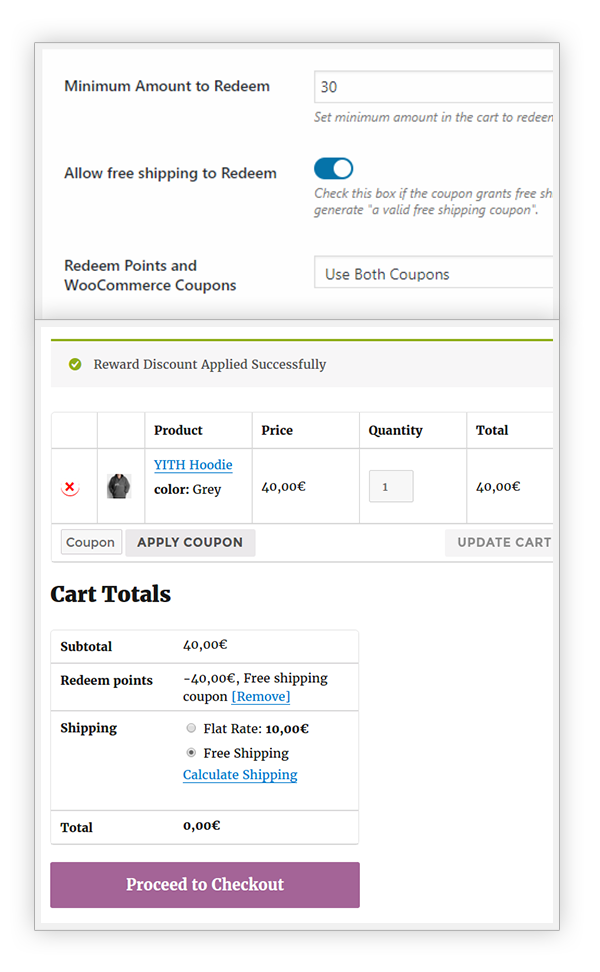 Minimum Amount to Redeem
30
Set minimum amount in the cart to redeem
Allow free shipping to Redeem
Check this box if the coupon grants free
generate "a valid free shipping coupon".
Redeem Points and
WooCommerce Coupons
Use Both Coupons
Reward Discount Applied Successfully
Product Price Quantity Total
YITH Hoodie
color: Grey
40,00€ 1 40,00€
Coupon APPLY COUPON UPDATE CART
Cart Totals
Subtotal 40,00€
Redeem points -40,00€, Free shipping
coupon [Remove]
Shipping Flat Rate: 10,00€
Free Shipping
Calculate Shipping
Total 0,00€
Proceed to Checkout